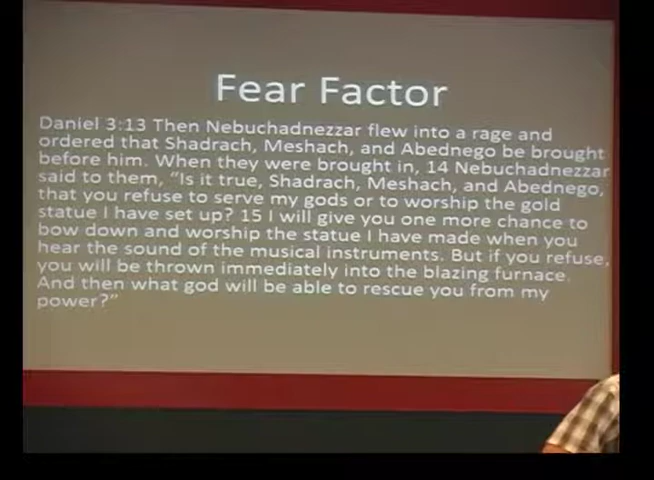 Fear Factor
Daniel 3:13 Then Nebuchadnezzar flew into a rage and
ordered that Shadrach, Meshach, and Abednego be brought
before him. When they were brought in, 14 Nebuchadnezzar
said to them, “Is it true, Shadrach, Meshach, and Abednego,
that you refuse to serve my gods or to worship the gold
statue I have set up? 15 I will give you one more chance to
bow down and worship the statue I have made when you
hear the sound of the musical instruments. But if you refuse,
you will be thrown immediately into the blazing furnace.
And then what god will be able to rescue you from my
power?”